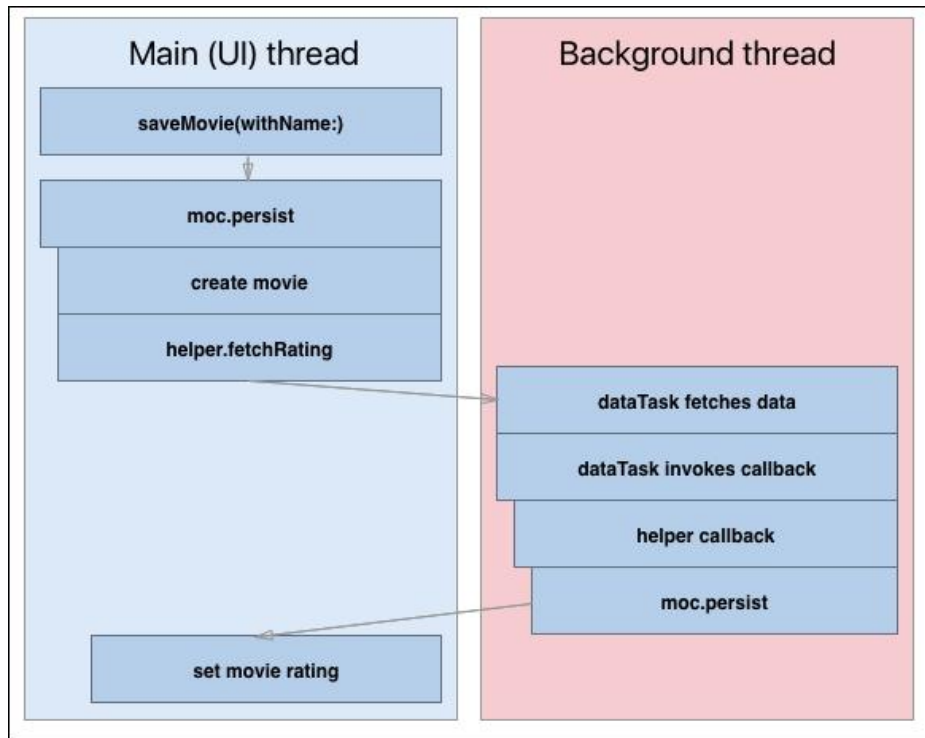 Main (UI) thread
saveMovie(withName:)
moc.persist
create movie
helper.fetchRating
set movie rating
Background thread
dataTask fetches data
dataTask invokes callback
helper callback
moc.persist